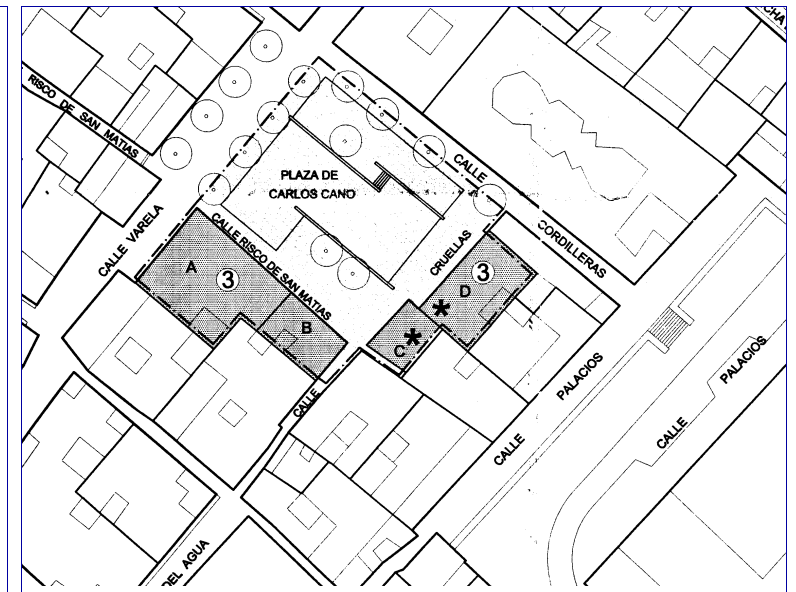 RISCO DE SAN MATIAS
PLAZA DE
CARLOS CANO
CALLE
CORDILLERAS
CALLE VARELA
CALLE RISCO DE SAN MATIAS
CRUELLAS
A
3
B
3
D
*
*
C
CALLE
CALLE
PALACIOS
CALLE
PALACIOS
DEL AGUA